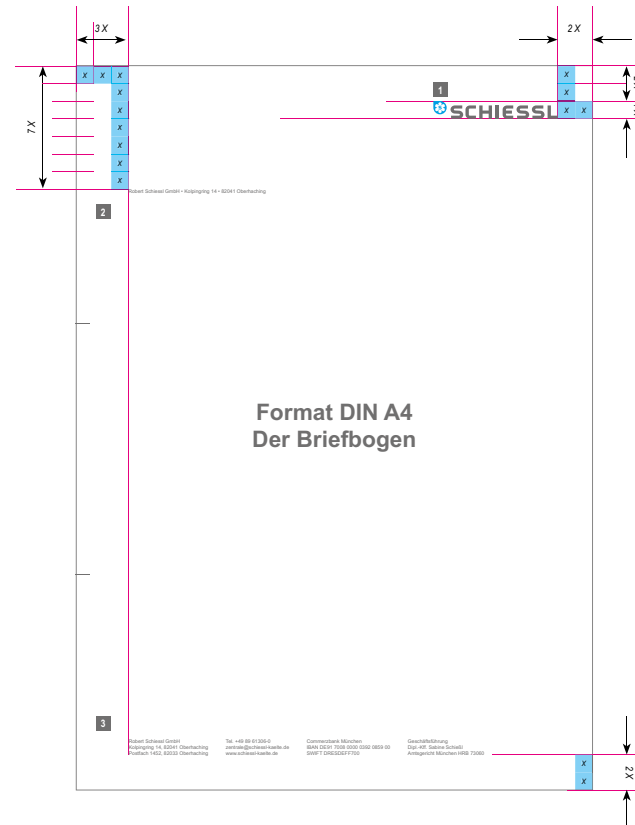 3 X
2 X
x x x
x
x
x
x
x
x
7 X
x
x
x x
1
SCHIESSL
Robert Schiessl GmbH • Kolpingring 14 • 82041 Oberhaching
2
Format DIN A4
Der Briefbogen
3
Robert Schiessl GmbH
Kolpingring 14, 82041 Oberhaching
Postfach 1452, 82033 Oberhaching
Tel. +49 89 61306-0
zentrale@schiessl-kaelte.de
www.schiessl-kaelte.de
Commerzbank München
SWIFT DRESDEFF700
Geschäftsführung
Dipl.-Kff. Sabine Schießl
Amtsgericht München HRB
x
x
2 X